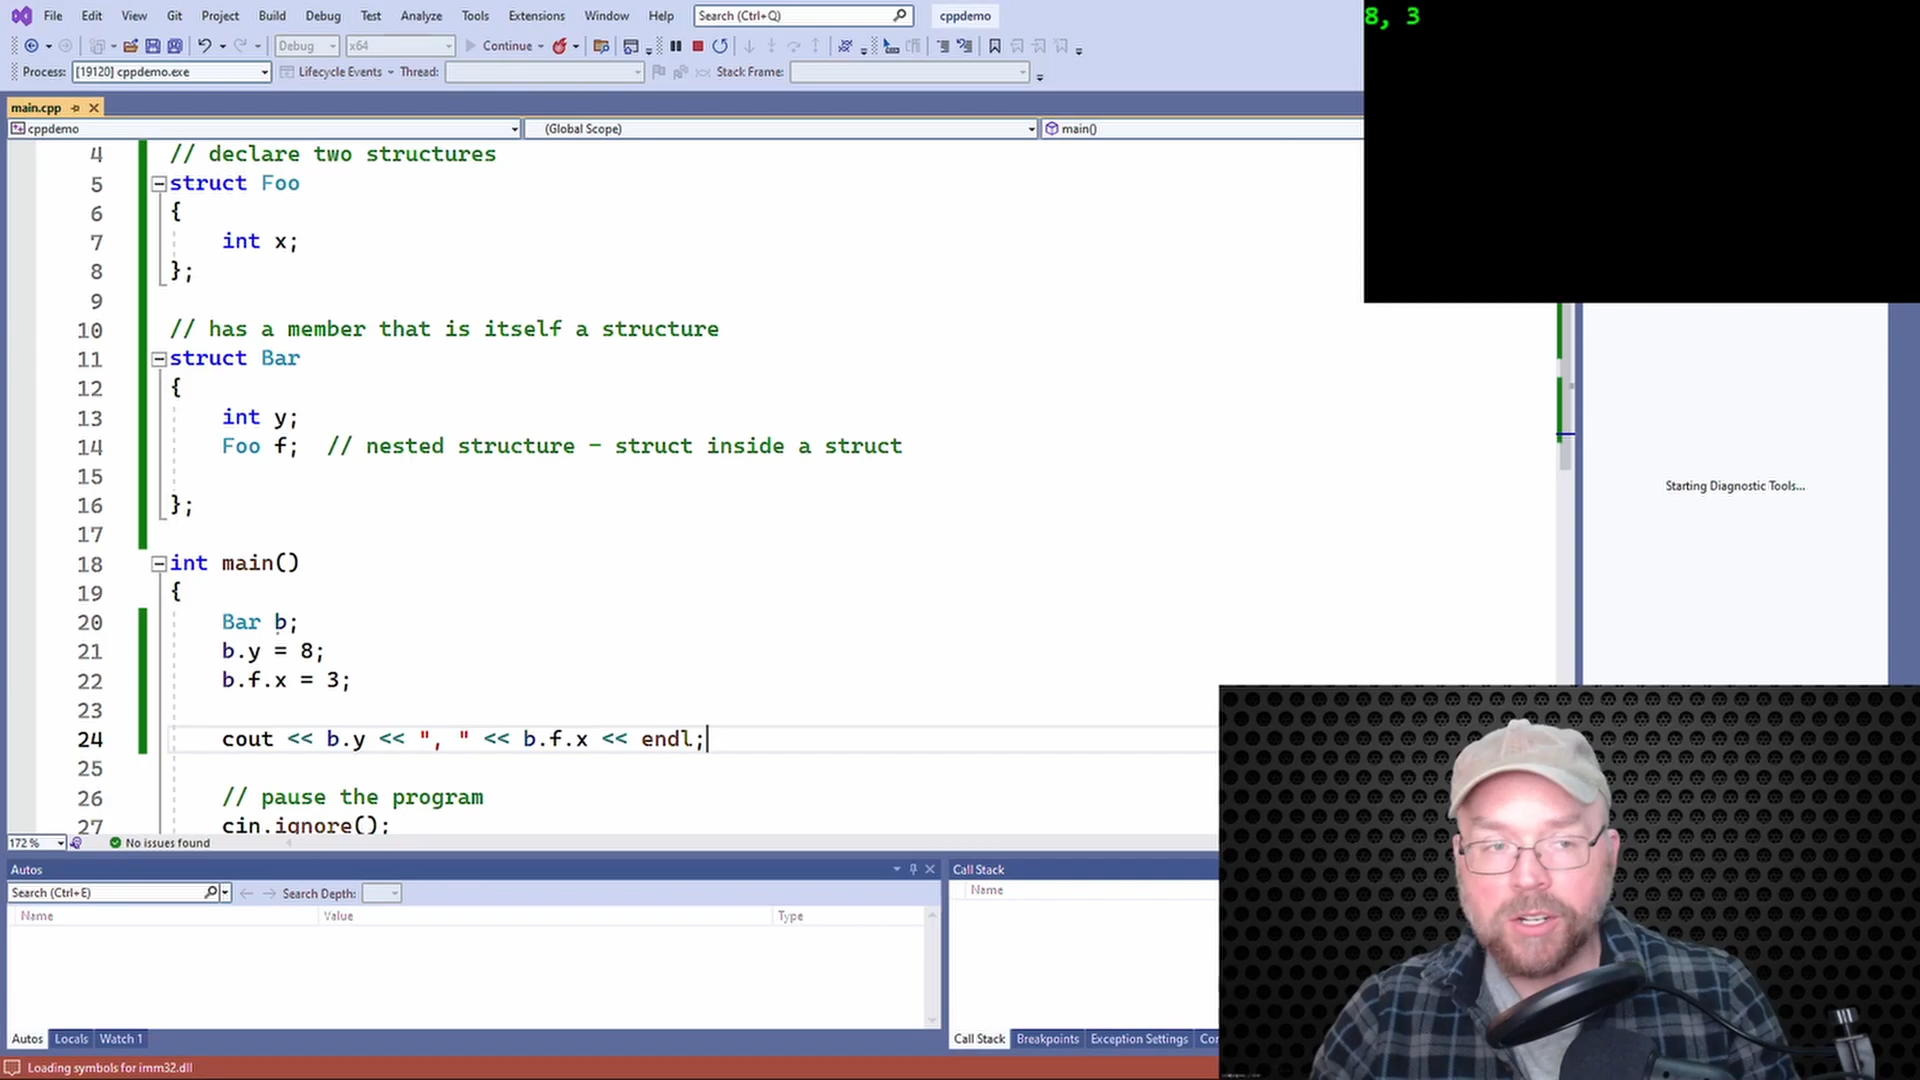 File Edit View Git Project Build Debug Test Analyze Tools Extensions Window Help Search (Ctrl+Q) cppdemo
8, 3
Debug x64 Continue
Process: [19120] cppdemo.exe Lifecycle Events Thread: Stack Frame:
main.cpp
cppdemo (Global Scope) main()
4 // declare two structures
5 struct Foo
6 {
7 int x;
8 };
9
10 // has a member that is itself a structure
11 struct Bar
12 {
13 int y;
14 Foo f; // nested structure - struct inside a struct
15
16 };
17
18 int main()
19 {
20 Bar b;
21 b.y = 8;
22 b.f.x = 3;
23
24 cout << b.y << ", " << b.f.x << endl;
25
26 // pause the program
27 cin.ignore();
Starting Diagnostic Tools...
172 % No issues found
Autos
Search (Ctrl+E) Search Depth:
Name Value Type
Call Stack
Name
Autos Locals Watch 1
Call Stack Breakpoints Exception Settings
Loading symbols for imm32.dll